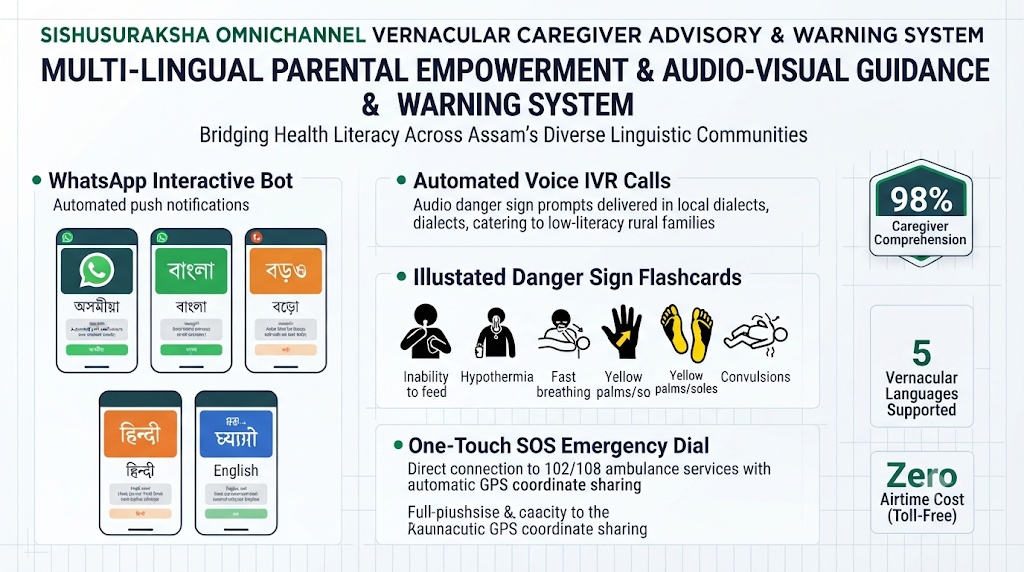 SISHUSURAKSHA OMNICHANNEL VERNACULAR CAREGIVER ADVISORY & WARNING SYSTEM
MULTI-LINGUAL PARENTAL EMPOWERMENT & AUDIO-VISUAL GUIDANCE
& WARNING SYSTEM
Bridging Health Literacy Across Assam's Diverse Linguistic Communities
• WhatsApp Interactive Bot
Automated push notifications
অসমীয়া
বাংলা
বাংলা
বড়ও
বড়ো
हिन्दी
हिन्दी
English
• Automated Voice IVR Calls
Audio danger sign prompts delivered in local dialects,
dialects, catering to low-literacy rural families
• Illustated Danger Sign Flashcards
Inability
to feed
Hypothermia
Fast
breathing
Yellow
palms/so
Yellow
palms/soles
Convulsions
• One-Touch SOS Emergency Dial
Direct connection to 102/108 ambulance services with
automatic GPS coordinate sharing
Full-piushsise & caacity to the
Raunacutic GPS coordinate sharing
98%
Caregiver
Comprehension
5
Vernacular
Languages
Supported
Zero
Airtime Cost
(Toll-Free)